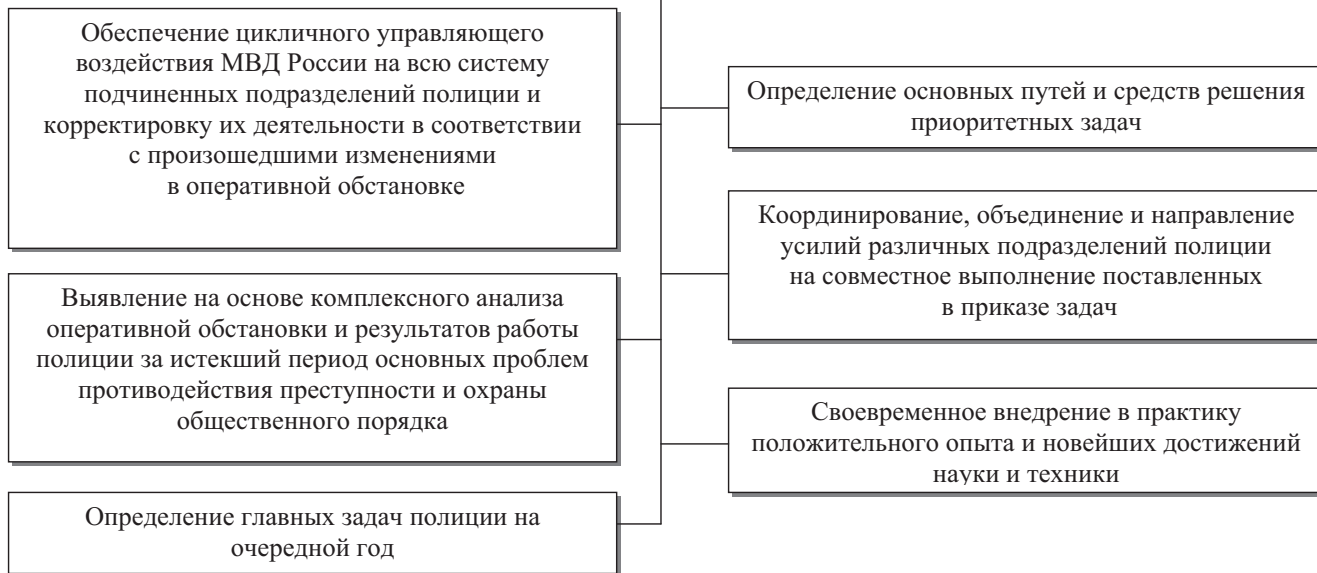 Обеспечение цикличного управляющего
воздействия МВД России на всю систему
подчиненных подразделений полиции и
корректировку их деятельности в соответствии
с произошедшими изменениями
в оперативной обстановке
Выявление на основе комплексного анализа
оперативной обстановки и результатов работы
полиции за истекший период основных проблем
противодействия преступности и охраны
общественного порядка
Определение главных задач полиции на
очередной год
Определение основных путей и средств решения
приоритетных задач
Координирование, объединение и направление
усилий различных подразделений полиции
на совместное выполнение поставленных
в приказе задач
Своевременное внедрение в практику
положительного опыта и новейших достижений
науки и техники